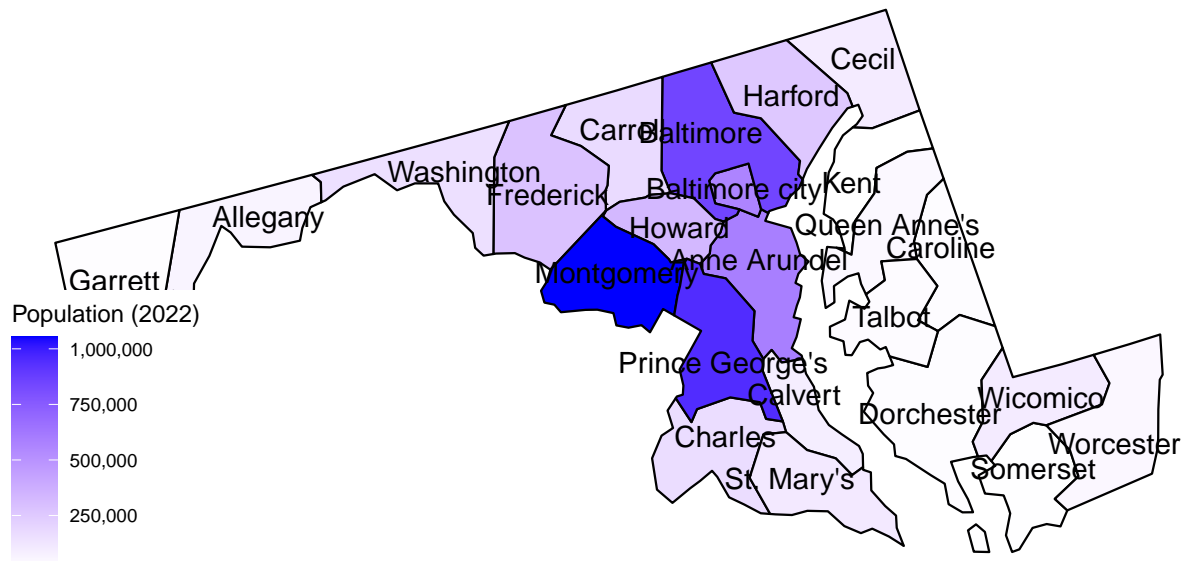 Cecil
Harford
Carroll
Baltimore
Washington
Frederick
Baltimore city
Kent
Allegany
Howard
Queen Anne's
Caroline
Anne Arundel
Montgomery
Garrett
Population (2022)
1,000,000
750,000
500,000
250,000
Talbot
Prince George's
Calvert
Wicomico
Dorchester
Charles
Worcester
Somerset
St. Mary's